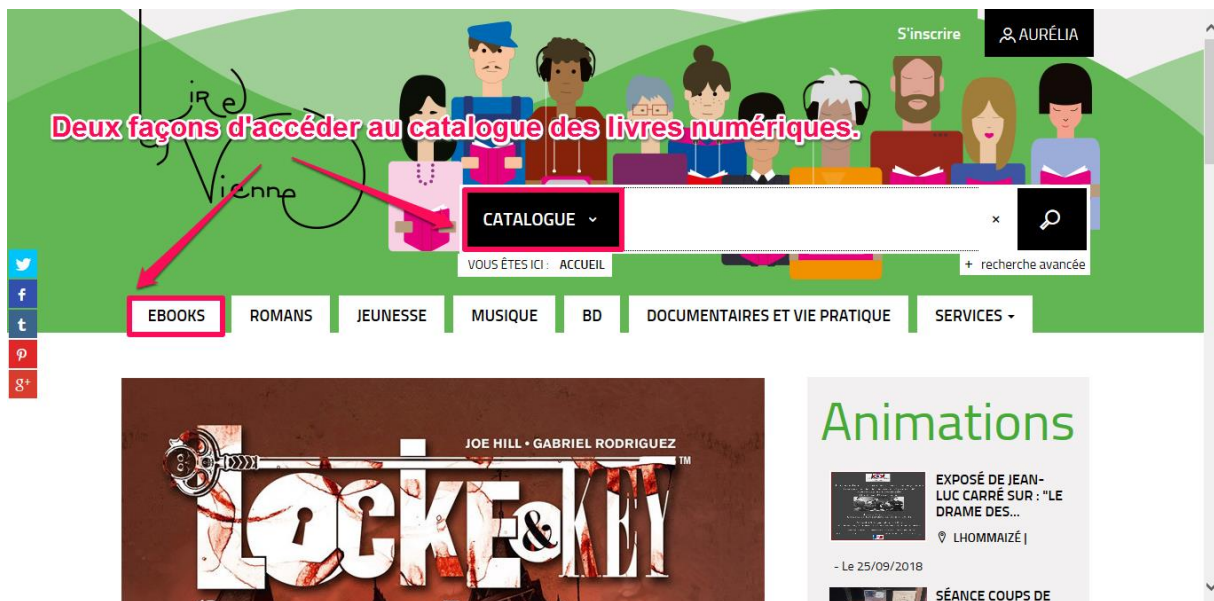 S'inscrire
AURÉLIA
Lire en Vienne
Deux façons d'accéder au catalogue des livres numériques.
CATALOGUE
×
VOUS ÊTES ICI : ACCUEIL
+ recherche avancée
EBOOKS ROMANS JEUNESSE MUSIQUE BD DOCUMENTAIRES ET VIE PRATIQUE SERVICES
JOE HILL • GABRIEL RODRIGUEZ
LOCKE & KEY ™
Animations
EXPOSÉ DE JEAN-
LUC CARRÉ SUR : "LE
DRAME DES...
LHOMMAIZÉ |
- Le 25/09/2018
SÉANCE COUPS DE